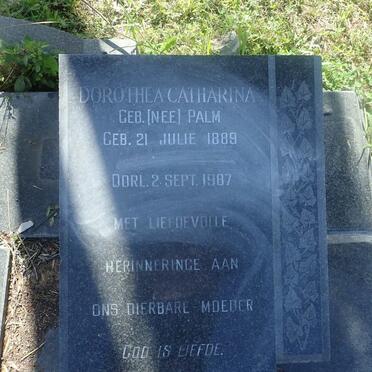 DOROTHEA CATHARINA
GEB. [NEE] PALM
GEB. 21 JULIE 1889
OORL. 2 SEPT. 1987
MET LIEFDEVOLLE
HERINNERINGE AAN
ONS DIERBARE MOEDER
GOD IS LIEFDE.